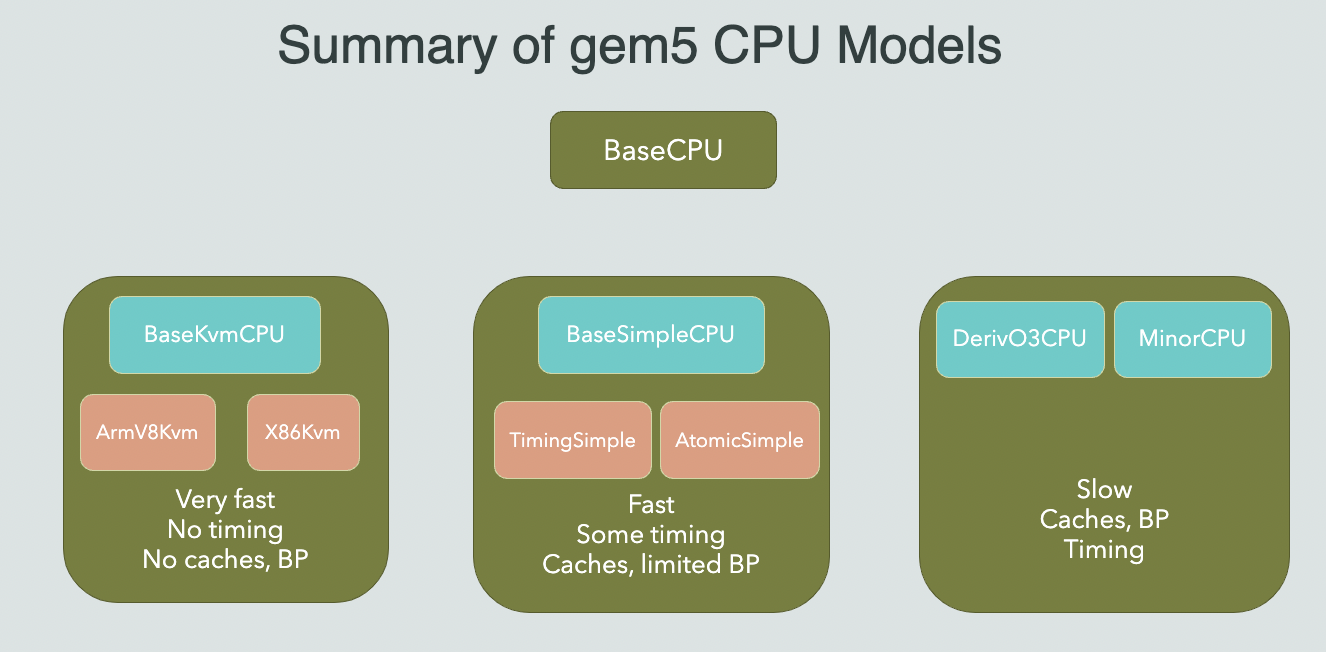 Summary of gem5 CPU Models
BaseCPU
BaseKvmCPU
ArmV8Kvm
X86Kvm
Very fast
No timing
No caches, BP
BaseSimpleCPU
TimingSimple
AtomicSimple
Fast
Some timing
Caches, limited BP
DerivO3CPU
MinorCPU
Slow
Caches, BP
Timing